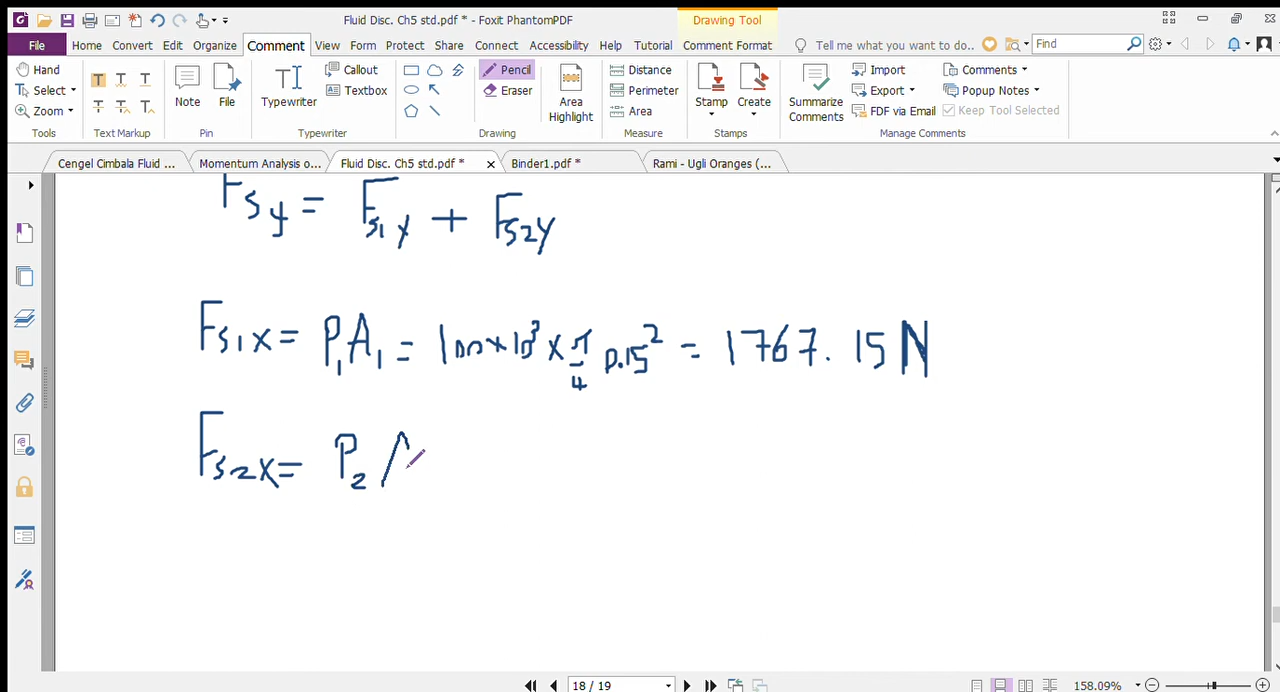 Fluid Disc. Ch5 std.pdf * - Foxit PhantomPDF
Drawing Tool
File Home Convert Edit Organize Comment View Form Protect Share Connect Accessibility Help Tutorial Comment Format Tell me what you want to do.. Find
Hand Select Zoom Tools
T T T T T T Text Markup
Note File Pin
Typewriter Callout Textbox Typewriter
Pencil Eraser Drawing
Area Highlight Distance Perimeter Area Measure
Stamp Create Stamps
Summarize Comments Import Export FDF via Email Comments Popup Notes Keep Tool Selected Manage Comments
Cengel Cimbala Fluid ... Momentum Analysis o... Fluid Disc. Ch5 std.pdf * Binder1.pdf * Rami - Ugli Oranges (...
Fsy = Fs1y + Fs2y
Fs1x = P1A1 = 100×10³ × π/4 0.15² = 1767.15 N
Fs2x = P2
18 / 19 158.09%